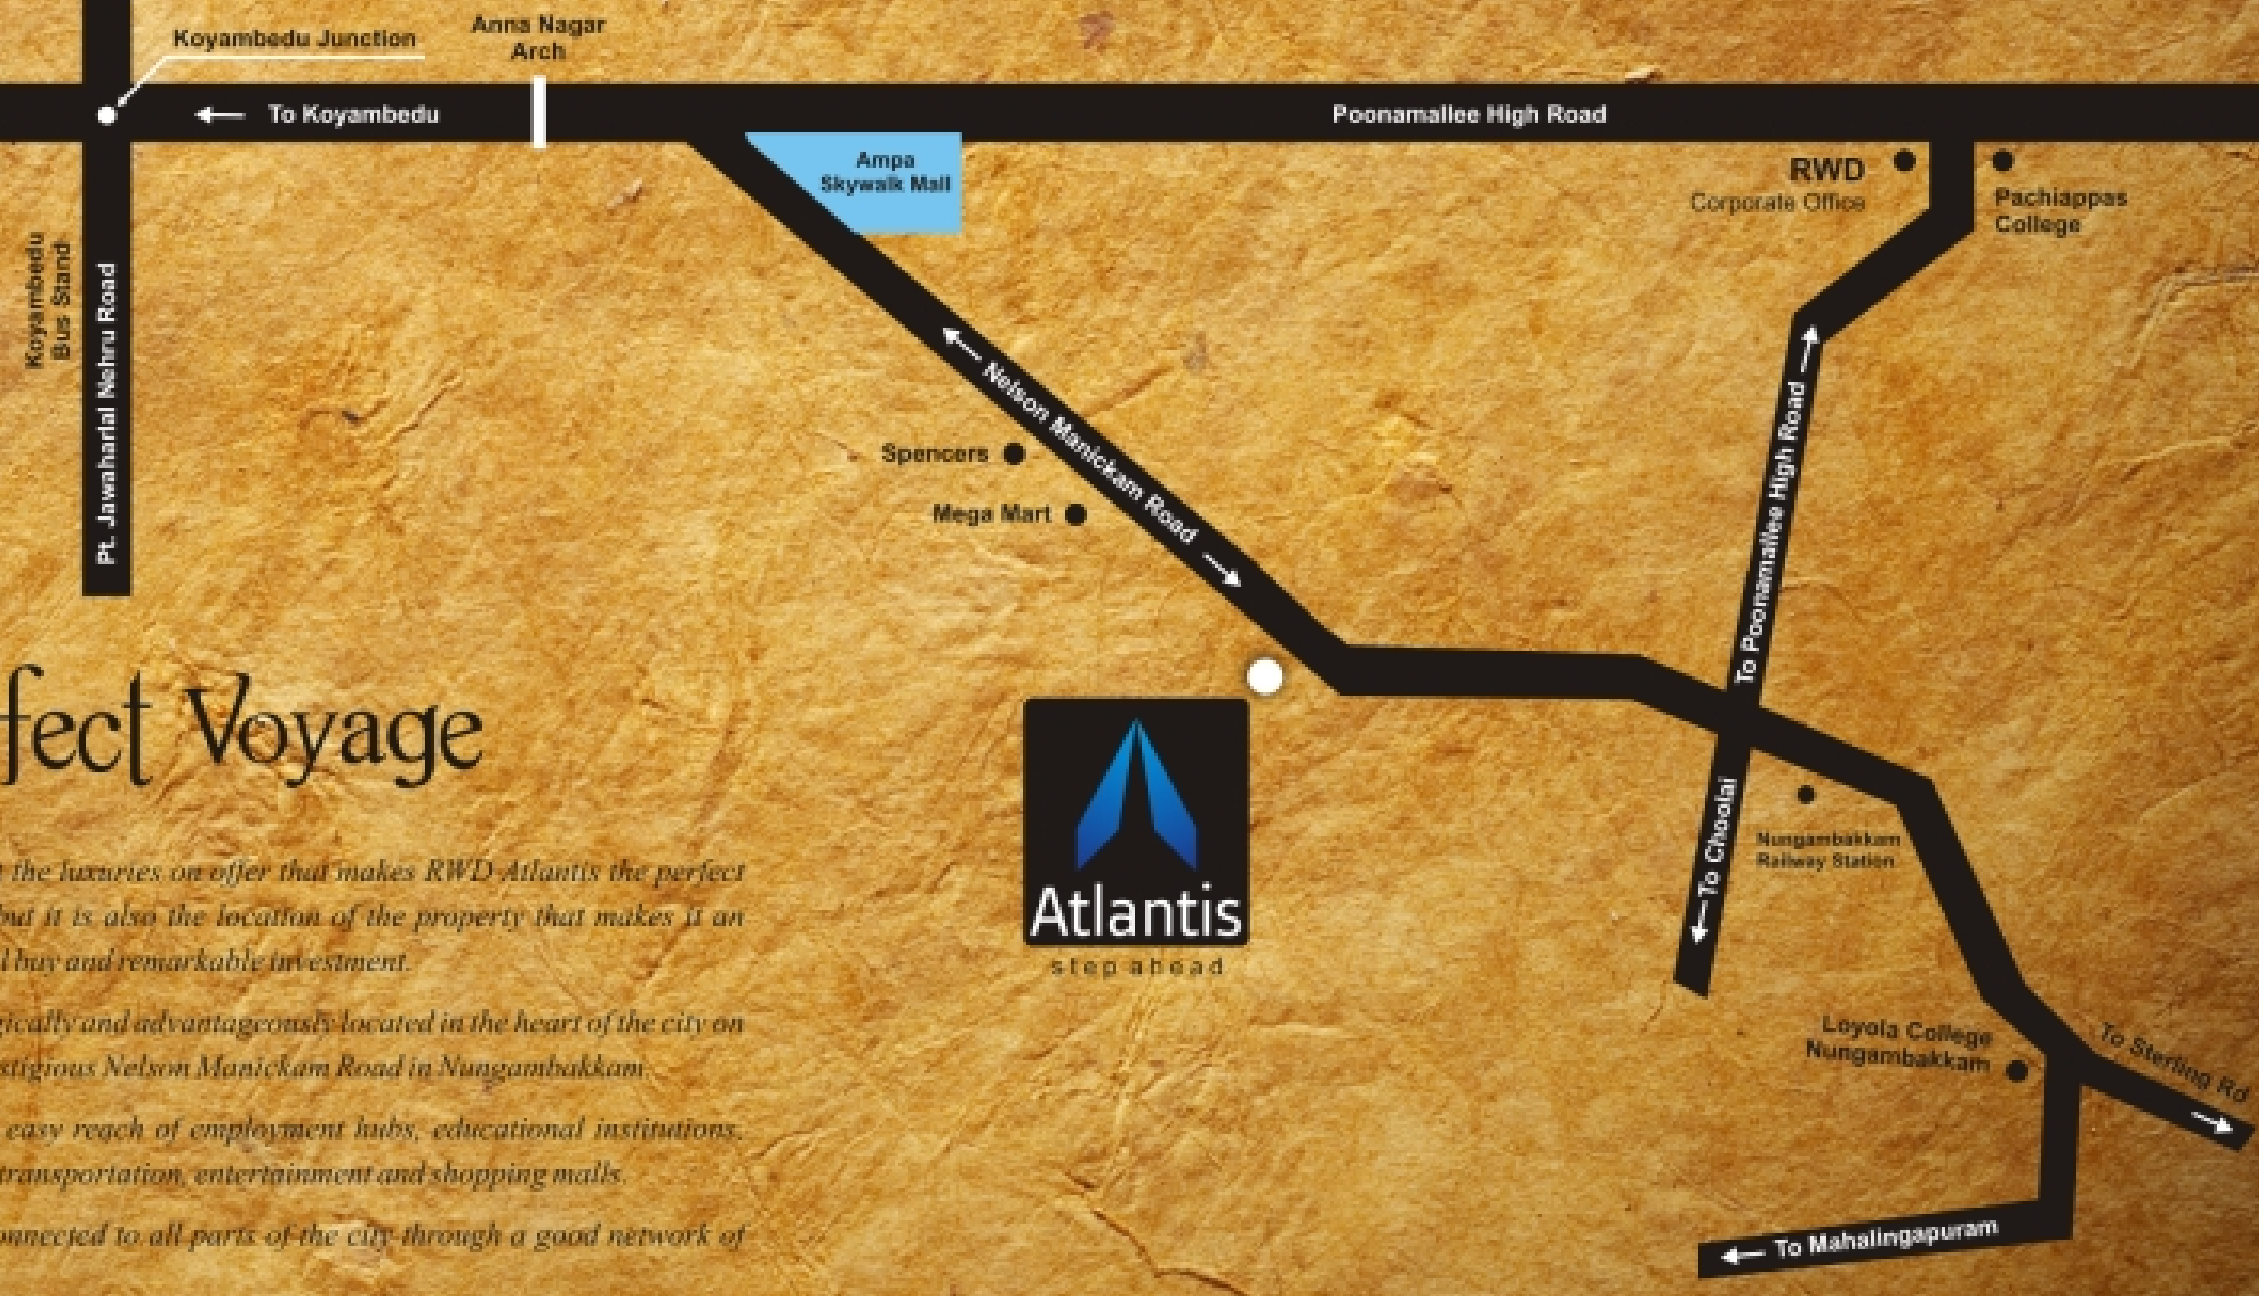 Koyambedu Junction
Anna Nagar
Arch
To Koyambedu
Poonamallee High Road
Ampa
Skywalk Mall
RWD
Corporate Office
Pachiappas
College
Koyambedu
Bus Stand
Pt. Jawaharlal Nehru Road
Nelson Manickam Road
Spencers
Mega Mart
To Poonamallee High Road
To Choolai
Nungambakkam
Railway Station
Atlantis
step ahead
Loyola College
Nungambakkam
To Sterling Rd
To Mahalingapuram
fect Voyage
the luxuries on offer that makes RWD Atlantis the perfect
but it is also the location of the property that makes it an
buy and remarkable investment.
gically and advantageously located in the heart of the city on
stigious Nelson Manickam Road in Nungambakkam.
easy reach of employment hubs, educational institutions,
transportation, entertainment and shopping malls.
onnected to all parts of the city through a good network of